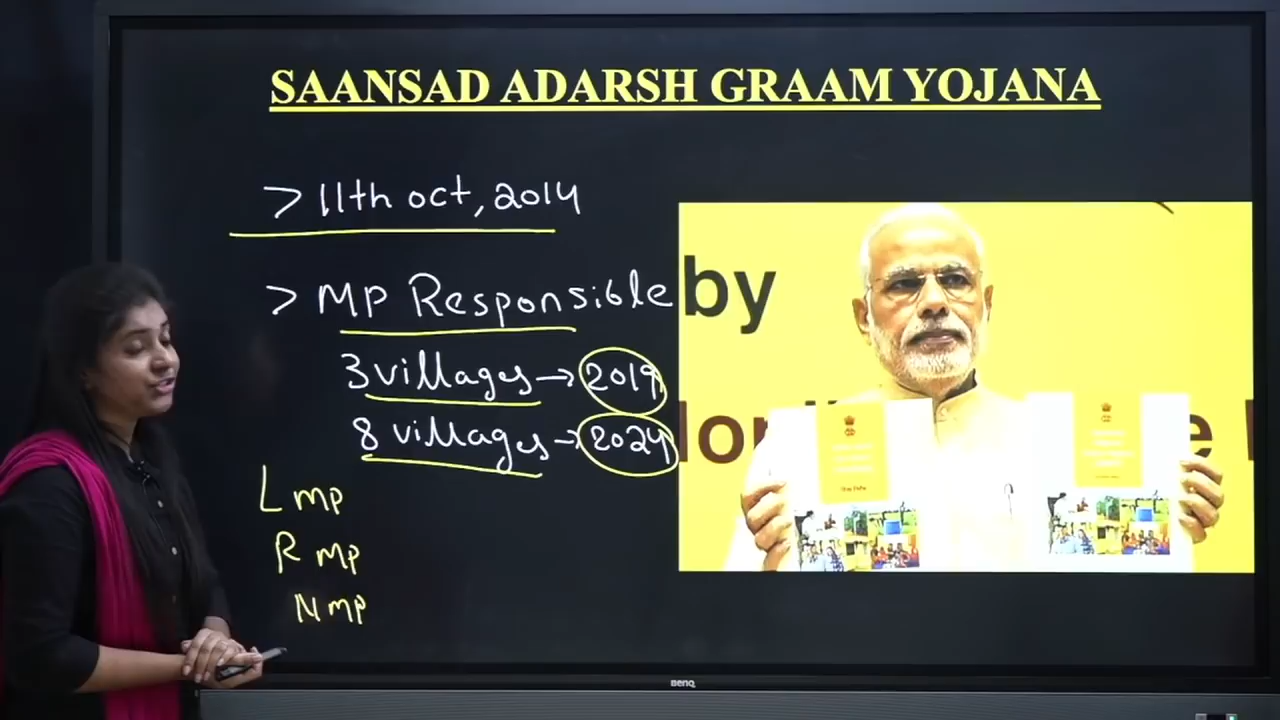 SAANSAD ADARSH GRAAM YOJANA
> 11th oct, 2014
> MP Responsible
3 villages → 2019
8 villages → 2024
L MP
R MP
N MP
by
BenQ